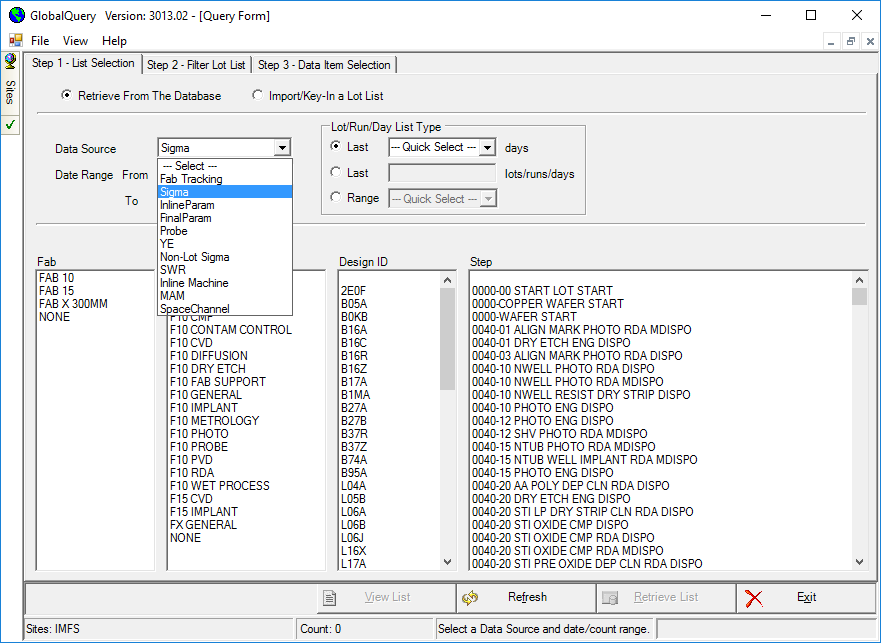 GlobalQuery Version: 3013.02 - [Query Form]
File View Help
Step 1 - List Selection Step 2 - Filter Lot List Step 3 - Data Item Selection
Sites
Retrieve From The Database Import/Key-In a Lot List
Lot/Run/Day List Type
Data Source Sigma
Last --- Quick Select --- days
Date Range From
Last lots/runs/days
To
Range --- Quick Select ---
--- Select ---
Fab Tracking
Sigma
InlineParam
FinalParam
Probe
YE
Non-Lot Sigma
SWR
Inline Machine
MAM
SpaceChannel
Fab
FAB 10
FAB 15
FAB X 300MM
NONE
F10 CMP
F10 CONTAM CONTROL
F10 CVD
F10 DIFFUSION
F10 DRY ETCH
F10 FAB SUPPORT
F10 GENERAL
F10 IMPLANT
F10 METROLOGY
F10 PHOTO
F10 PROBE
F10 PVD
F10 RDA
F10 WET PROCESS
F15 CVD
F15 IMPLANT
FX GENERAL
NONE
Design ID
2E0F
B05A
B0KB
B16A
B16C
B16R
B16Z
B17A
B1MA
B27A
B27B
B37R
B37Z
B74A
B95A
L04A
L05B
L06A
L06B
L06J
L16X
L17A
Step
0000-00 START LOT START
0000-COPPER WAFER START
0000-WAFER START
0040-01 ALIGN MARK PHOTO RDA MDISPO
0040-01 DRY ETCH ENG DISPO
0040-03 ALIGN MARK PHOTO RDA DISPO
0040-10 NWELL PHOTO RDA DISPO
0040-10 NWELL PHOTO RDA MDISPO
0040-10 NWELL RESIST DRY STRIP DISPO
0040-10 PHOTO ENG DISPO
0040-12 PHOTO ENG DISPO
0040-12 SHV PHOTO RDA MDISPO
0040-15 NTUB PHOTO RDA MDISPO
0040-15 NTUB WELL IMPLANT RDA MDISPO
0040-15 PHOTO ENG DISPO
0040-20 AA POLY DEP CLN RDA DISPO
0040-20 DRY ETCH ENG DISPO
0040-20 STI LP DRY STRIP CLN RDA DISPO
0040-20 STI OXIDE CMP DISPO
0040-20 STI OXIDE CMP RDA DISPO
0040-20 STI OXIDE CMP RDA MDISPO
0040-20 STI PRE OXIDE DEP CLN RDA DISPO
View List Refresh Retrieve List Exit
Sites: IMFS Count: 0 Select a Data Source and date/count range.